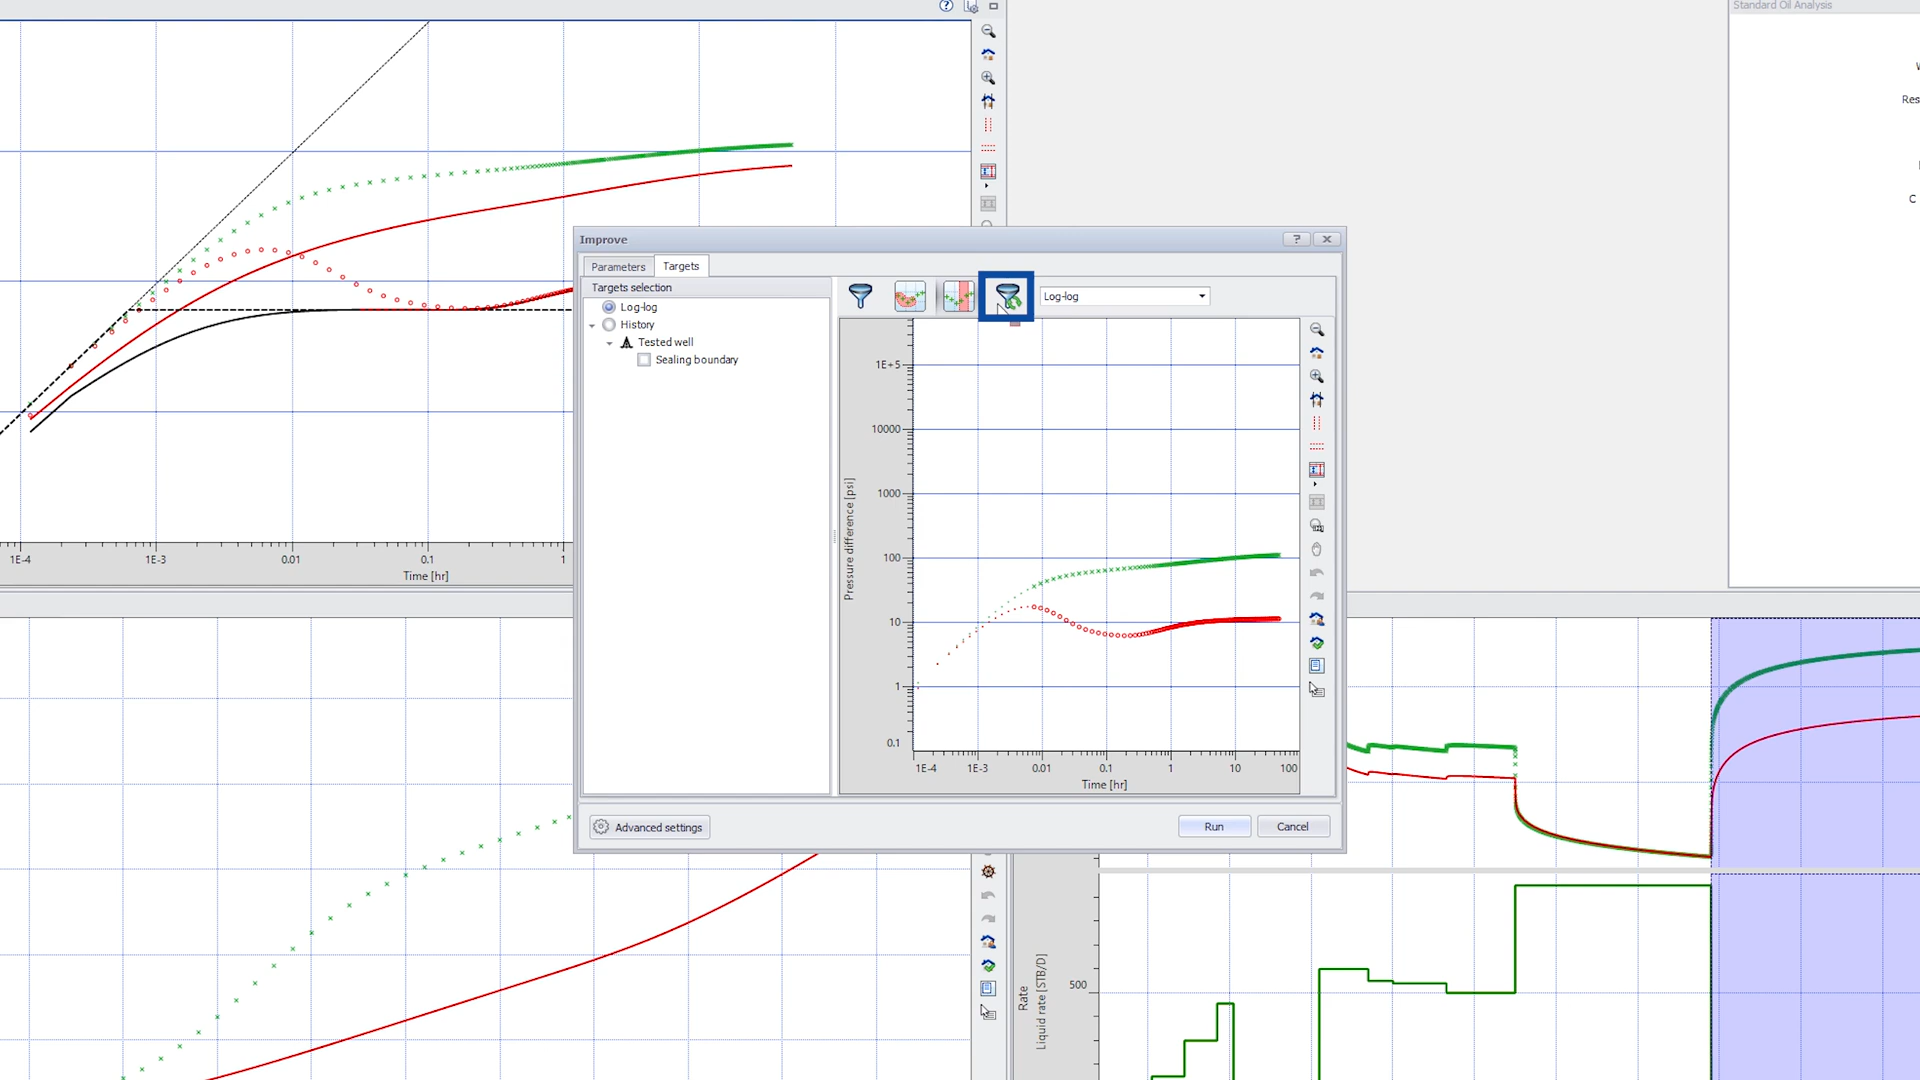 Standard Oil Analysis
Res
C
1E-4
1E-3
0.01
0.1
1
Time [hr]
Improve
?
Parameters
Targets
Targets selection
Log-log
History
Tested well
Sealing boundary
Log-log
1E+5
10000
1000
100
10
1
0.1
Pressure difference [psi]
1E-4
1E-3
0.01
0.1
1
10
100
Time [hr]
Advanced settings
Run
Cancel
500
Rate
Liquid rate [STB/D]